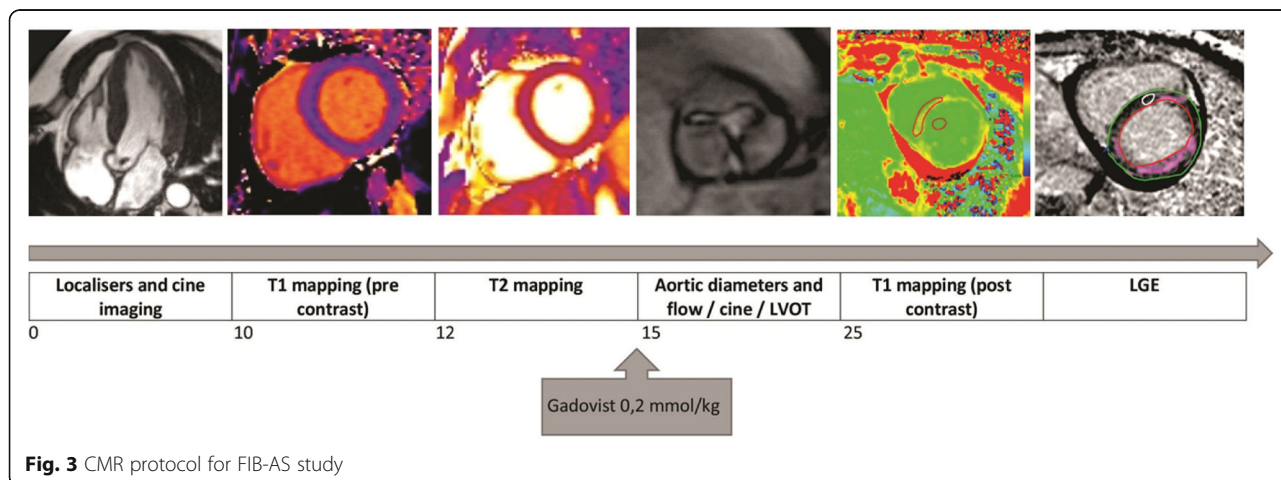 Localisers and cine
imaging
T1 mapping (pre
contrast)
T2 mapping
Aortic diameters and
flow / cine / LVOT
T1 mapping (post
contrast)
LGE
0
10
12
15
25
Gadovist 0,2 mmol/kg
Fig. 3 CMR protocol for FIB-AS study